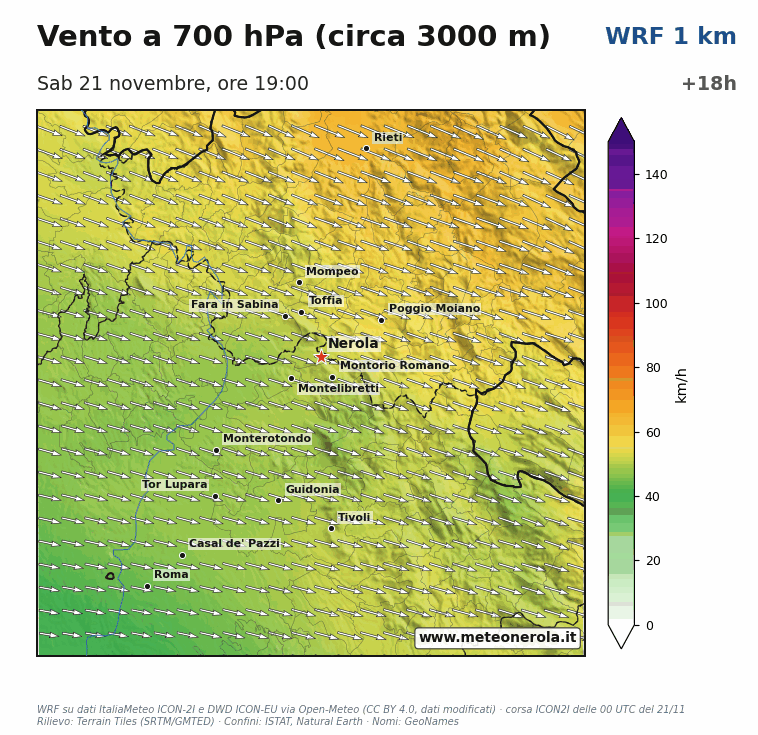 Vento a 700 hPa (circa 3000 m)
WRF 1 km
Sab 21 novembre, ore 19:00
+18h
Rieti
Mompeo
Fara in Sabina
Toffia
Poggio Moiano
Nerola
Montorio Romano
Montelibretti
Monterotondo
Tor Lupara
Guidonia
Tivoli
Casal de' Pazzi
Roma
www.meteonerola.it
140
120
100
80
60
40
20
0
km/h
WRF su dati ItaliaMeteo ICON-2I e DWD ICON-EU via Open-Meteo (CC BY 4.0, dati modificati) · corsa ICON2I delle 00 UTC del 21/11
Rilievo: Terrain Tiles (SRTM/GMTED) · Confini: ISTAT, Natural Earth · Nomi: GeoNames